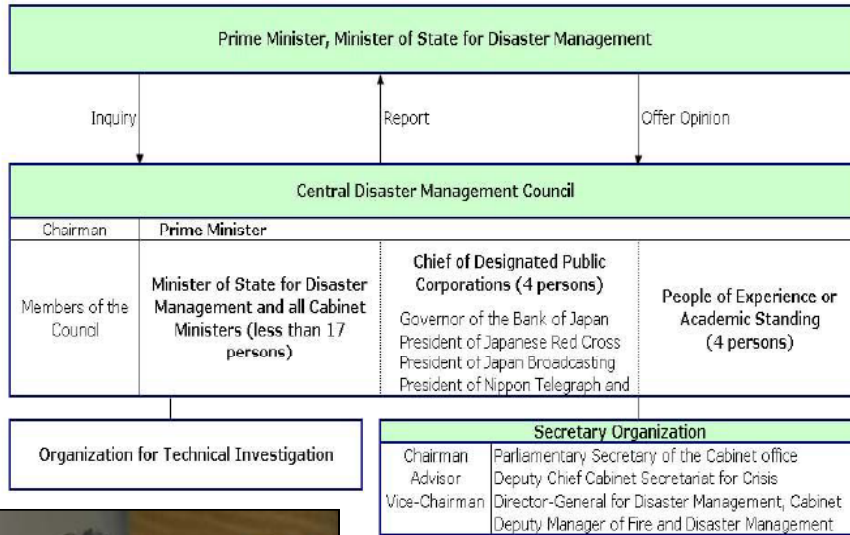 Prime Minister, Minister of State for Disaster Management
Inquiry
Report
Offer Opinion
Central Disaster Management Council
Chairman
Prime Minister
Members of the
Council
Minister of State for Disaster
Management and all Cabinet
Ministers (less than 17
persons)
Chief of Designated Public
Corporations (4 persons)
Governor of the Bank of Japan
President of Japanese Red Cross
President of Japan Broadcasting
President of Nippon Telegraph and
People of Experience or
Academic Standing
(4 persons)
Organization for Technical Investigation
Secretary Organization
Chairman Parliamentary Secretary of the Cabinet office
Advisor Deputy Chief Cabinet Secretariat for Crisis
Vice-Chairman Director-General for Disaster Management, Cabinet
Deputy Manager of Fire and Disaster Management